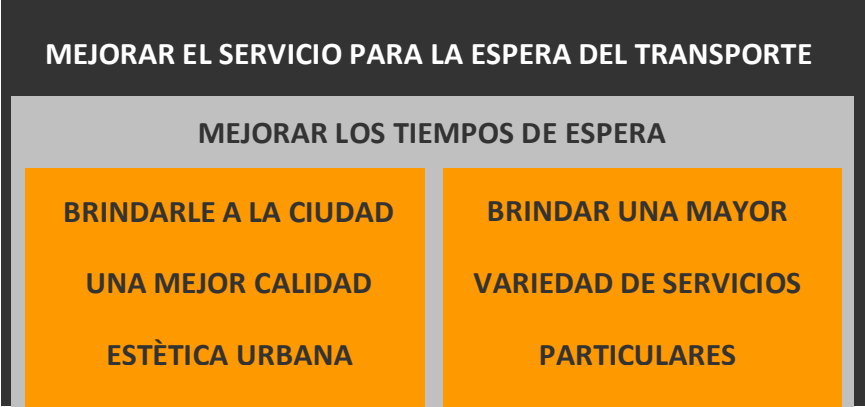 MEJORAR EL SERVICIO PARA LA ESPERA DEL TRANSPORTE
MEJORAR LOS TIEMPOS DE ESPERA
BRINDARLE A LA CIUDAD
UNA MEJOR CALIDAD
ESTÈTICA URBANA
BRINDAR UNA MAYOR
VARIEDAD DE SERVICIOS
PARTICULARES